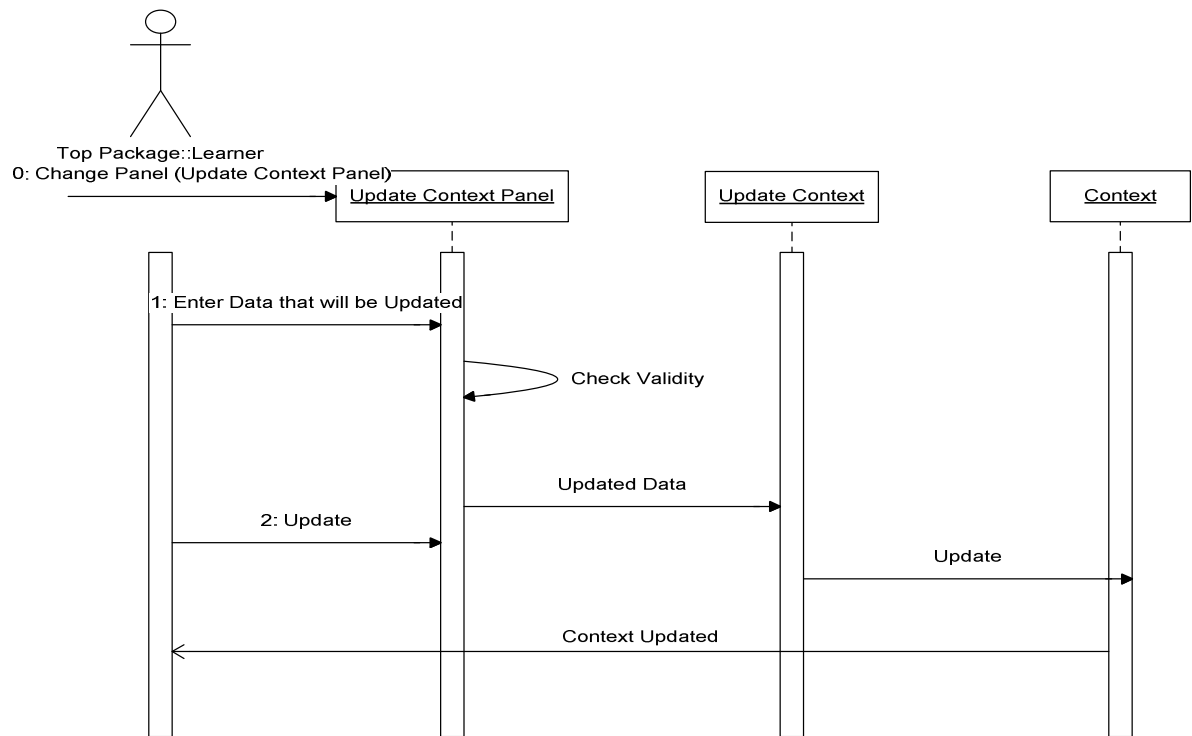 Top Package::Learner
0: Change Panel (Update Context Panel)
Update Context Panel
Update Context
Context
1: Enter Data that will be Updated
Check Validity
Updated Data
2: Update
Update
Context Updated